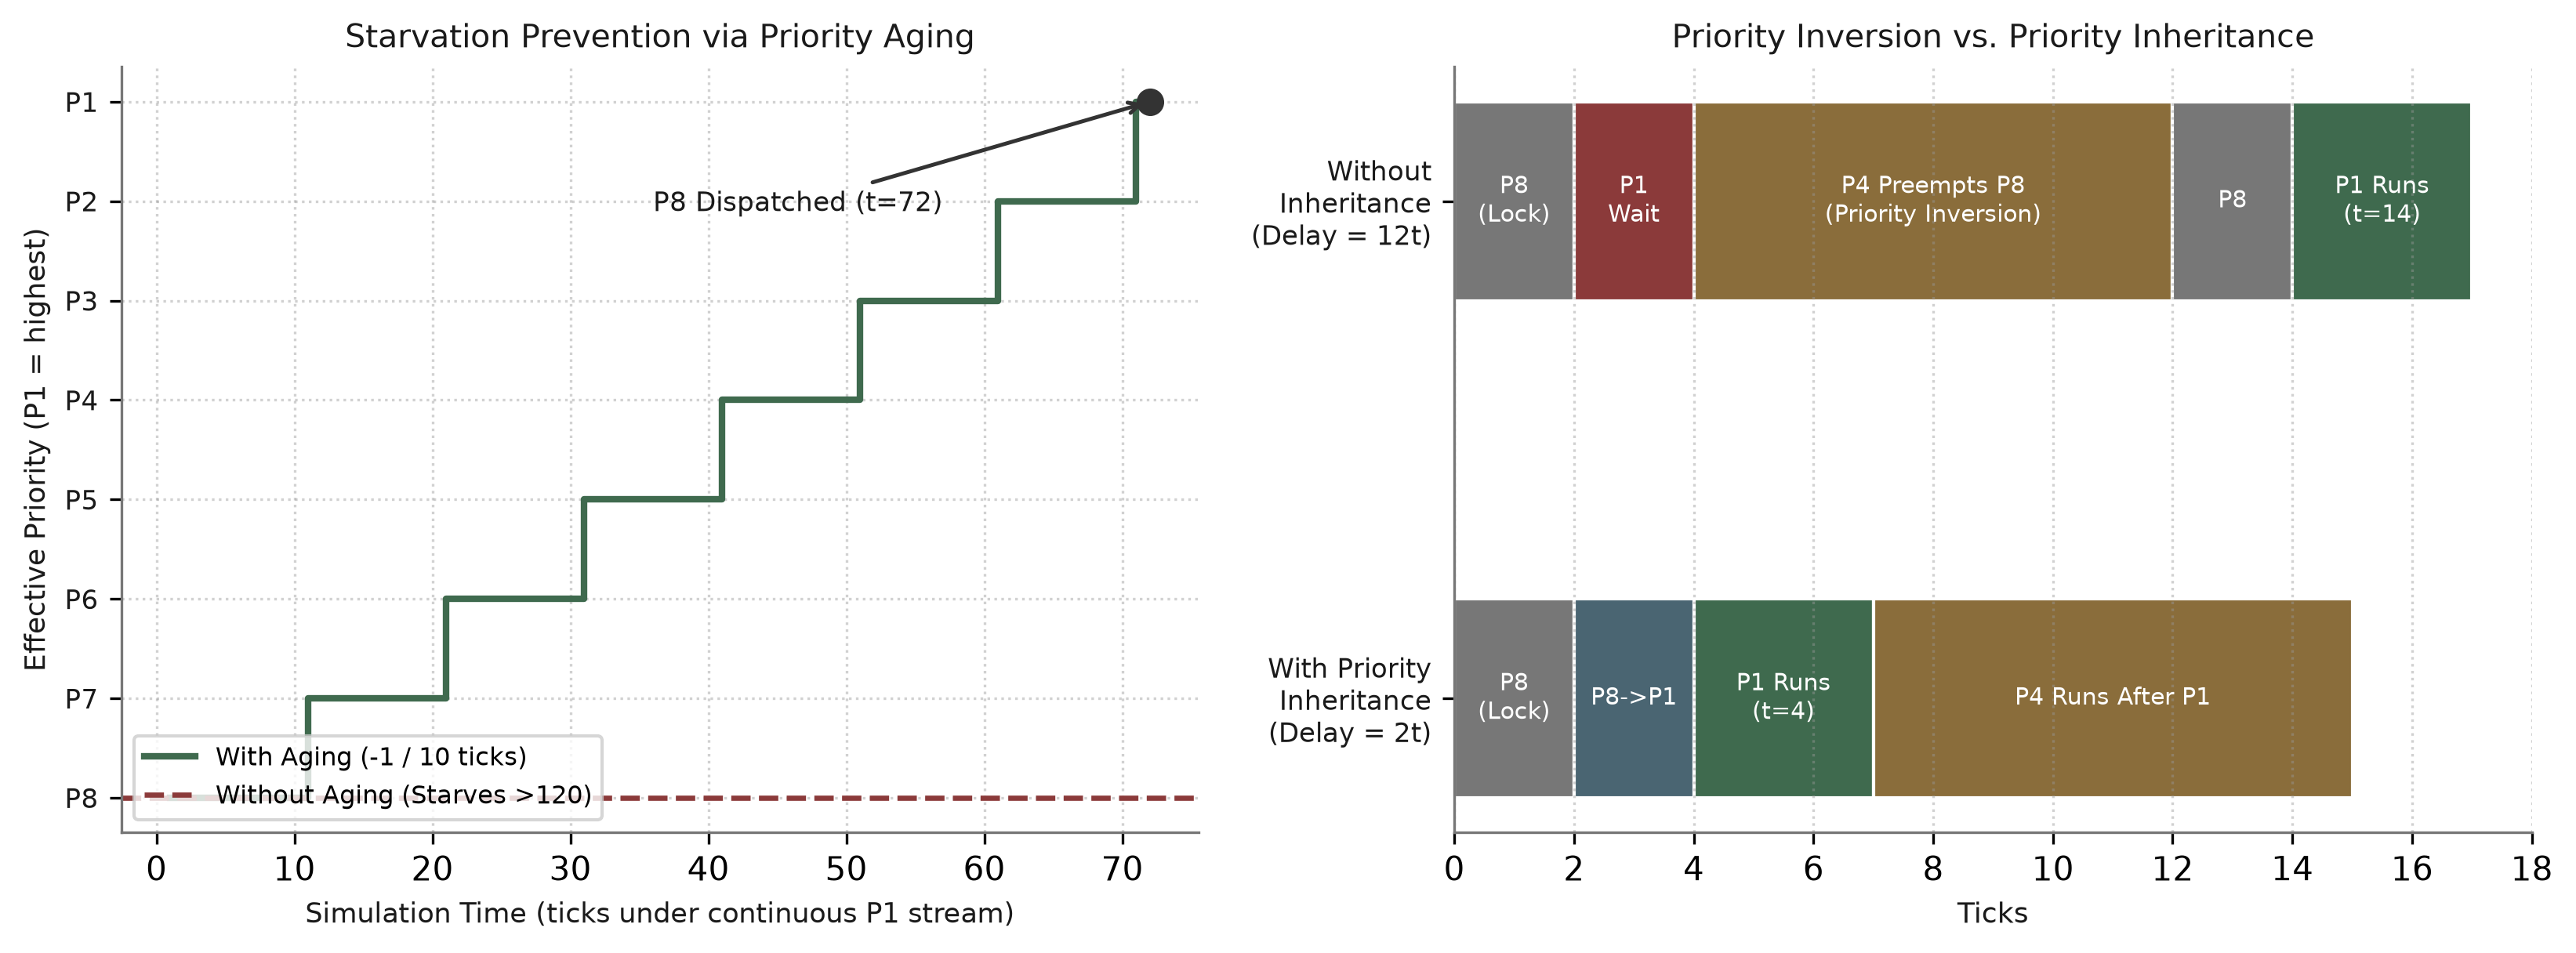 Starvation Prevention via Priority Aging
Effective Priority (P1 = highest)
P1
P2
P3
P4
P5
P6
P7
P8
P8 Dispatched (t=72)
With Aging (-1 / 10 ticks)
Without Aging (Starves >120)
0 10 20 30 40 50 60 70
Simulation Time (ticks under continuous P1 stream)
Priority Inversion vs. Priority Inheritance
Without
Inheritance
(Delay = 12t)
P8
(Lock)
P1
Wait
P4 Preempts P8
(Priority Inversion)
P8
P1 Runs
(t=14)
With Priority
Inheritance
(Delay = 2t)
P8
(Lock)
P8->P1
P1 Runs
(t=4)
P4 Runs After P1
0 2 4 6 8 10 12 14 16 18
Ticks